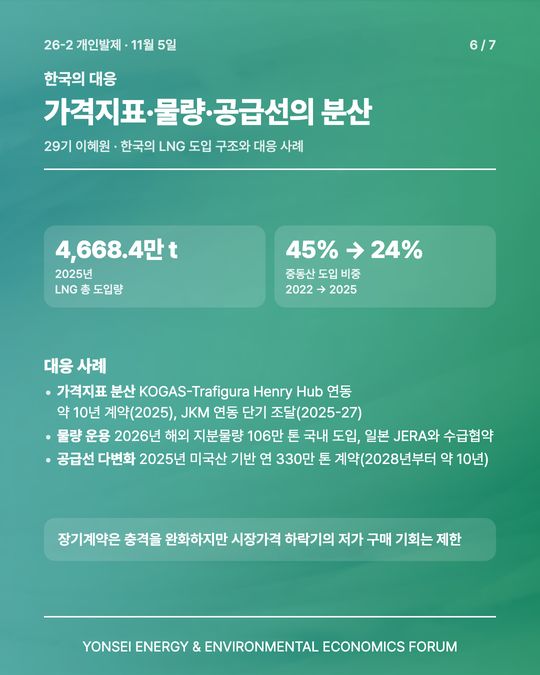 26-2 개인발제 · 11월 5일
6 / 7
한국의 대응
가격지표·물량·공급선의 분산
29기 이혜원 · 한국의 LNG 도입 구조와 대응 사례
4,668.4만 t
2025년
LNG 총 도입량
45% → 24%
중동산 도입 비중
2022 → 2025
대응 사례
• 가격지표 분산 KOGAS-Trafigura Henry Hub 연동
약 10년 계약(2025), JKM 연동 단기 조달(2025-27)
• 물량 운용 2026년 해외 지분물량 106만 톤 국내 도입, 일본 JERA와 수급협약
• 공급선 다변화 2025년 미국산 기반 연 330만 톤 계약(2028년부터 약 10년)
장기계약은 충격을 완화하지만 시장가격 하락기의 저가 구매 기회는 제한
YONSEI ENERGY & ENVIRONMENTAL ECONOMICS FORUM